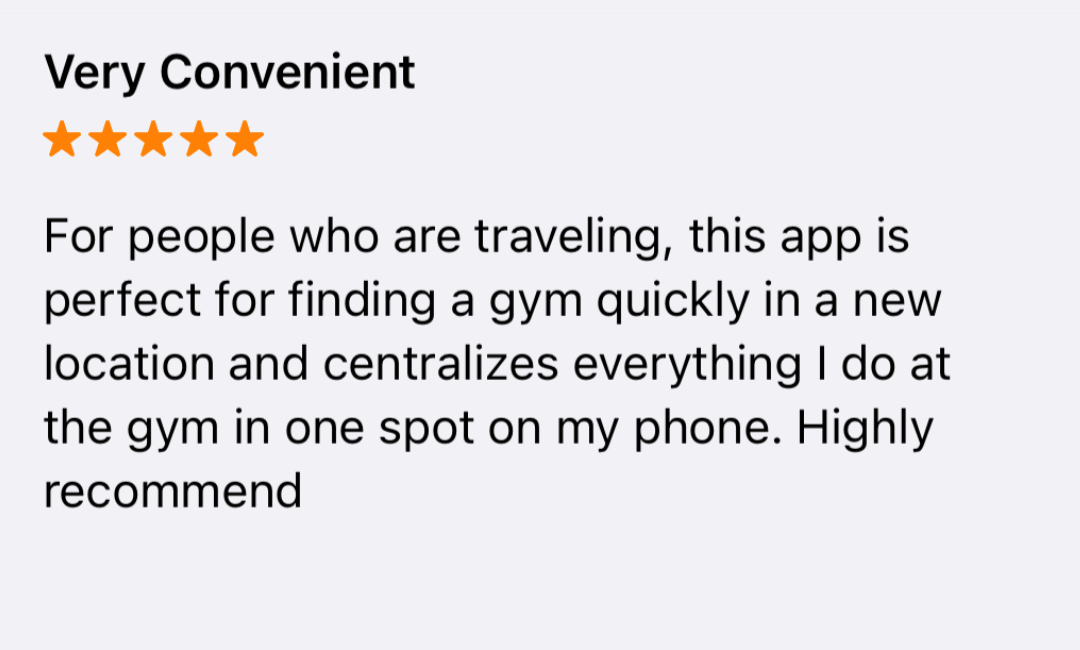 Very Convenient
For people who are traveling, this app is
perfect for finding a gym quickly in a new
location and centralizes everything I do at
the gym in one spot on my phone. Highly
recommend